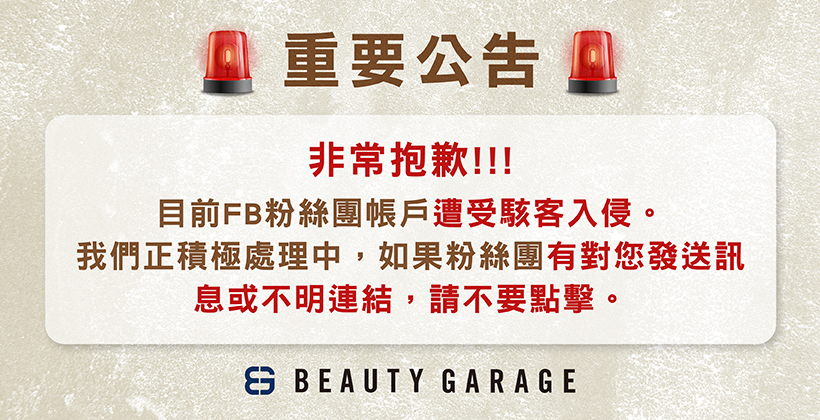 重要公告
非常抱歉!!!
目前FB粉絲團帳戶遭受駭客入侵。
我們正積極處理中，如果粉絲團有對您發送訊
息或不明連結，請不要點擊。
BEAUTY GARAGE